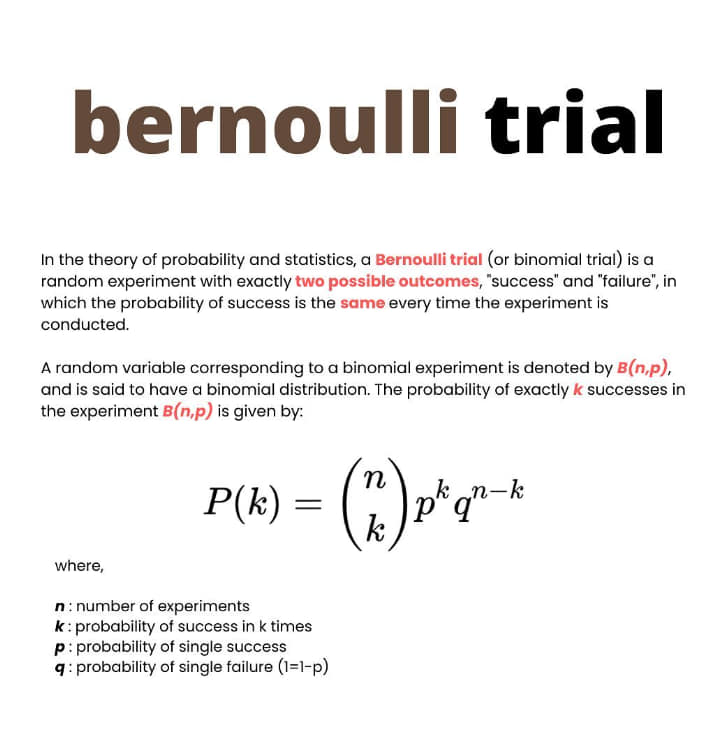 bernoulli trial
In the theory of probability and statistics, a Bernoulli trial (or binomial trial) is a
random experiment with exactly two possible outcomes, "success" and "failure", in
which the probability of success is the same every time the experiment is
conducted.
A random variable corresponding to a binomial experiment is denoted by B(n,p),
and is said to have a binomial distribution. The probability of exactly k successes in
the experiment B(n,p) is given by:
P(k) = (n k) p^k q^{n-k}
where,
n : number of experiments
k : probability of success in k times
p : probability of single success
q : probability of single failure (1=1-p)